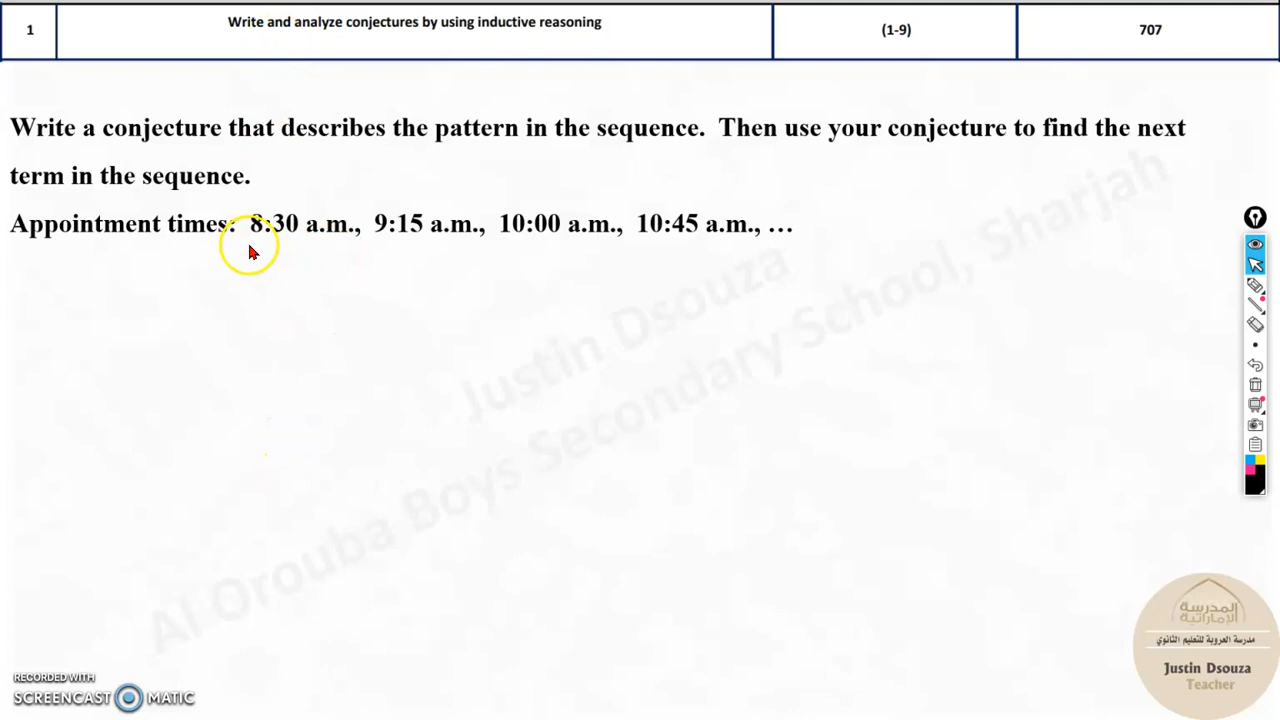 1
Write and analyze conjectures by using inductive reasoning
(1-9)
707
Write a conjecture that describes the pattern in the sequence. Then use your conjecture to find the next
term in the sequence.
Appointment times: 8:30 a.m., 9:15 a.m., 10:00 a.m., 10:45 a.m., …
Justin Dsouza
Al Orouba Boys Secondary School, Sharjah
المدرسة
الإماراتية
مدرسة العروبة للتعليم الثانوي
Justin Dsouza
Teacher
RECORDED WITH
SCREENCAST MATIC